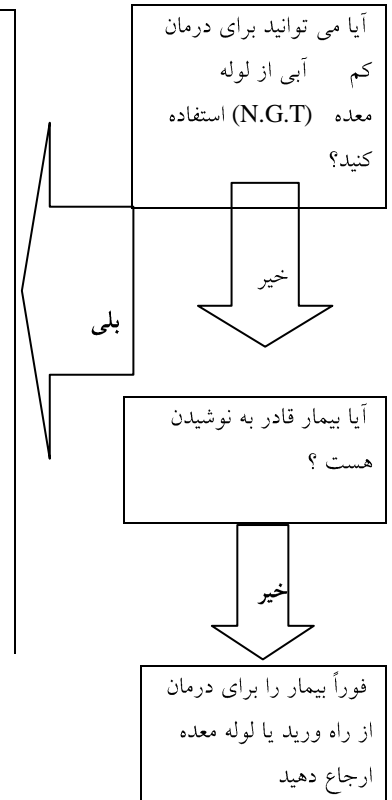 آیا می توانید برای درمان
کم آبی از لوله
معده (N.G.T) استفاده
کنید؟
خیر
بلی
آیا بیمار قادر به نوشیدن
هست ؟
خیر
فوراً بیمار را برای درمان
از راه ورید یا لوله معده
ارجاع دهید